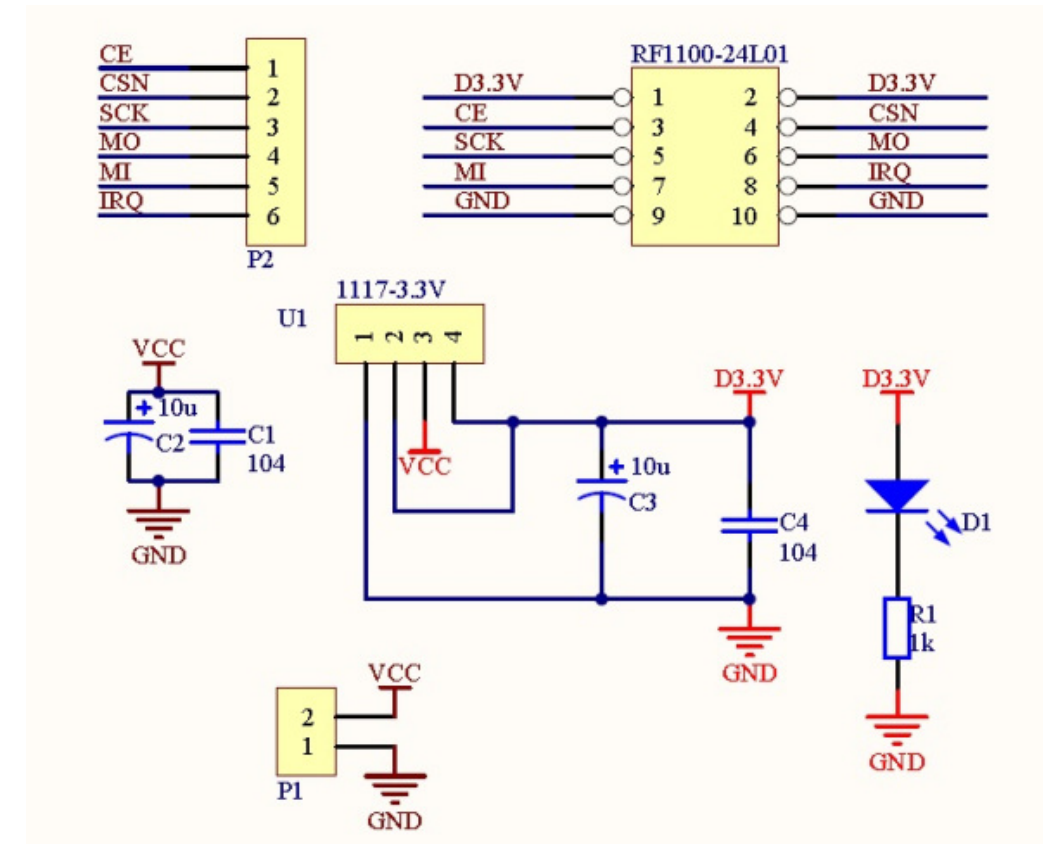 CE
CSN
SCK
MO
MI
IRQ
1
2
3
4
5
6
P2
RF1100-24L01
D3.3V 1 2 D3.3V
CE 3 4 CSN
SCK 5 6 MO
MI 7 8 IRQ
GND 9 10 GND
1117-3.3V
U1
1 2 3 4
VCC
+ 10u
C2
C1
104
GND
VCC
D3.3V
+ 10u
C3
C4
104
GND
D3.3V
D1
R1
1k
GND
VCC
2
1
P1
GND